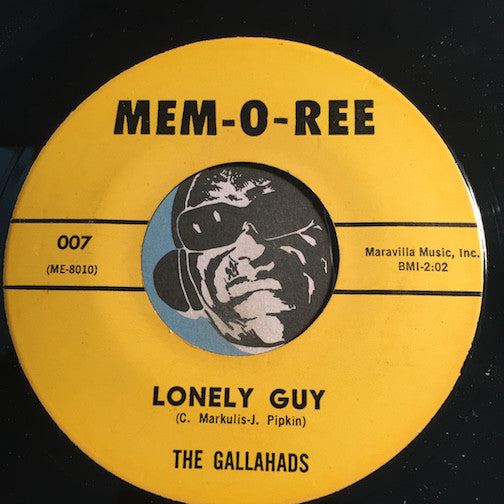 MEM-O-REE
007
(ME-8010)
Maravilla Music, Inc.
BMI-2:02
LONELY GUY
(C. Markulis-J. Pipkin)
THE GALLAHADS